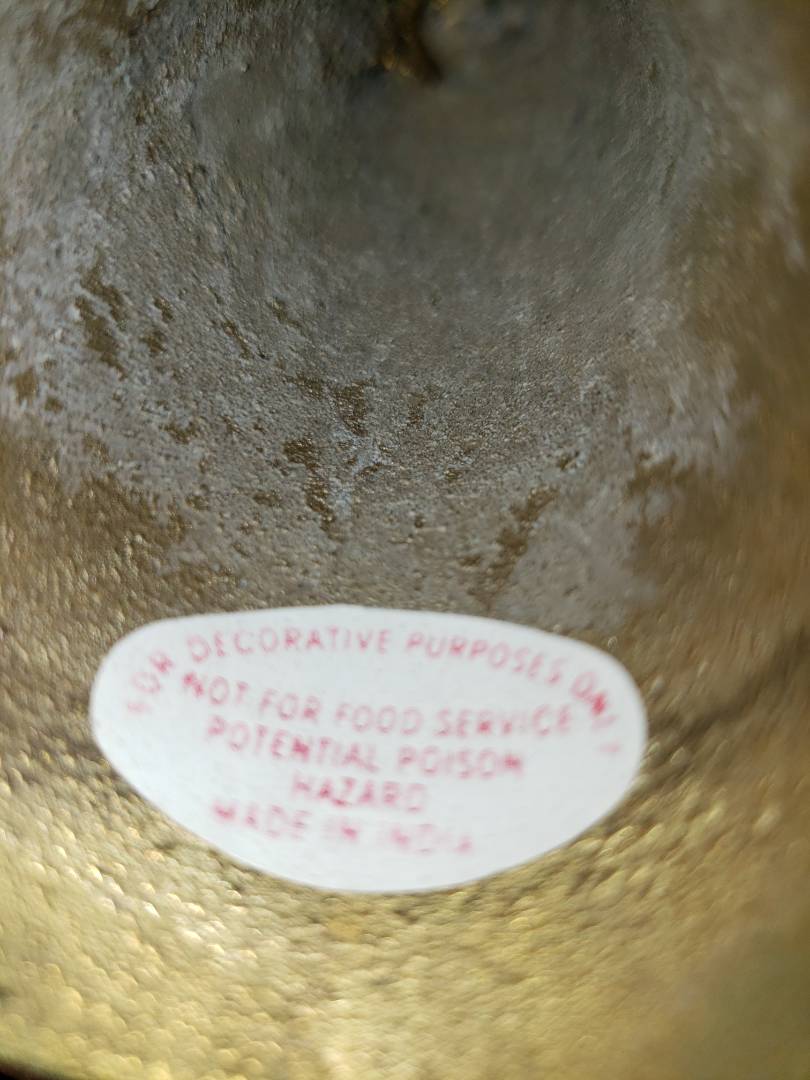 FOR DECORATIVE PURPOSES ONLY
NOT FOR FOOD SERVICE
POTENTIAL POISON
HAZARD
MADE IN INDIA